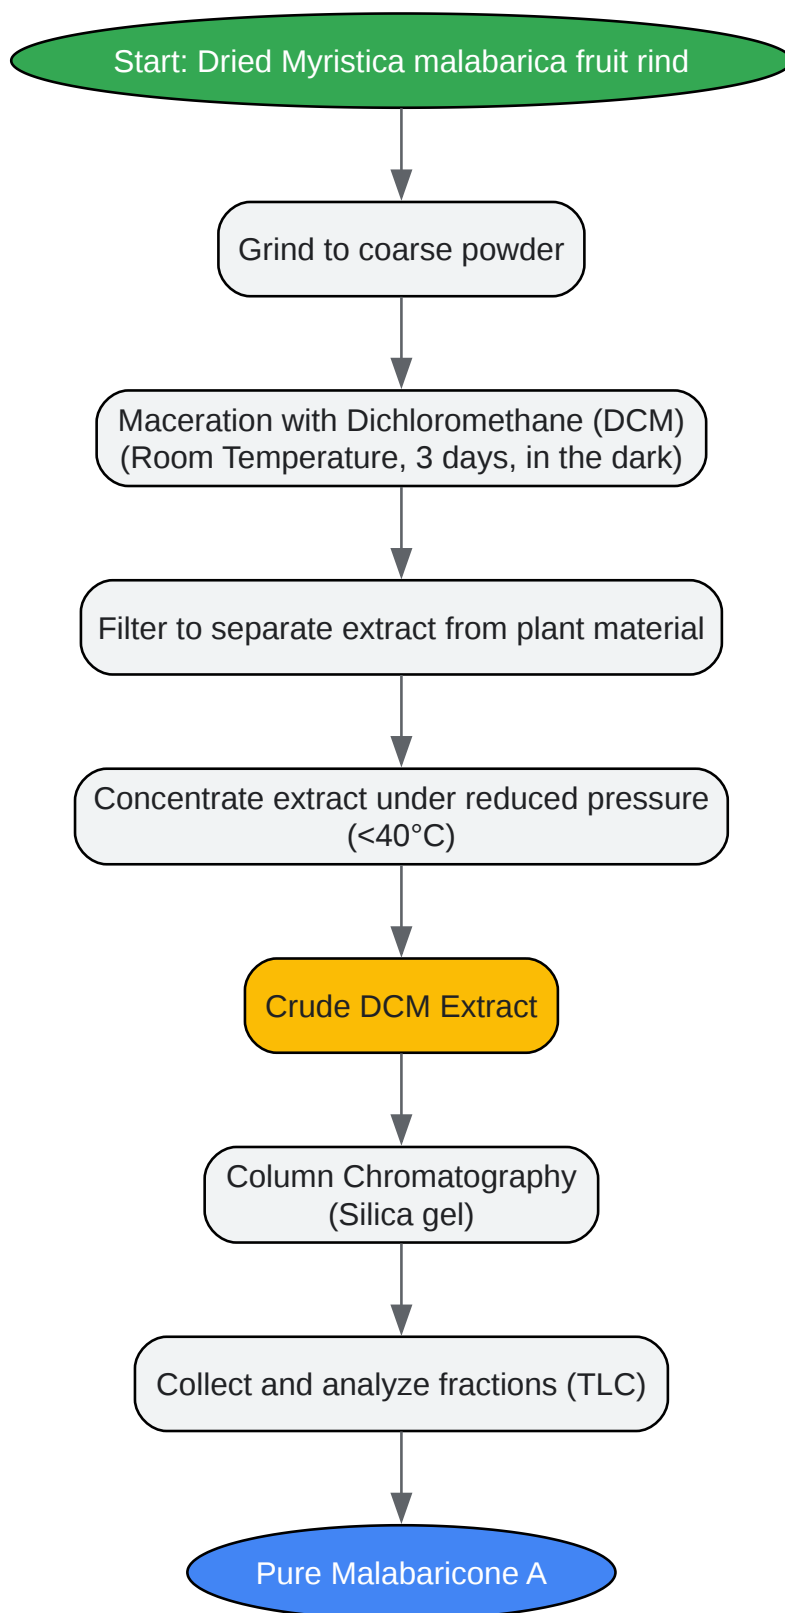 Start: Dried Myristica malabarica fruit rind
Grind to coarse powder
Maceration with Dichloromethane (DCM)
(Room Temperature, 3 days, in the dark)
Filter to separate extract from plant material
Concentrate extract under reduced pressure
(<40°C)
Crude DCM Extract
Column Chromatography
(Silica gel)
Collect and analyze fractions (TLC)
Pure Malabaricone A